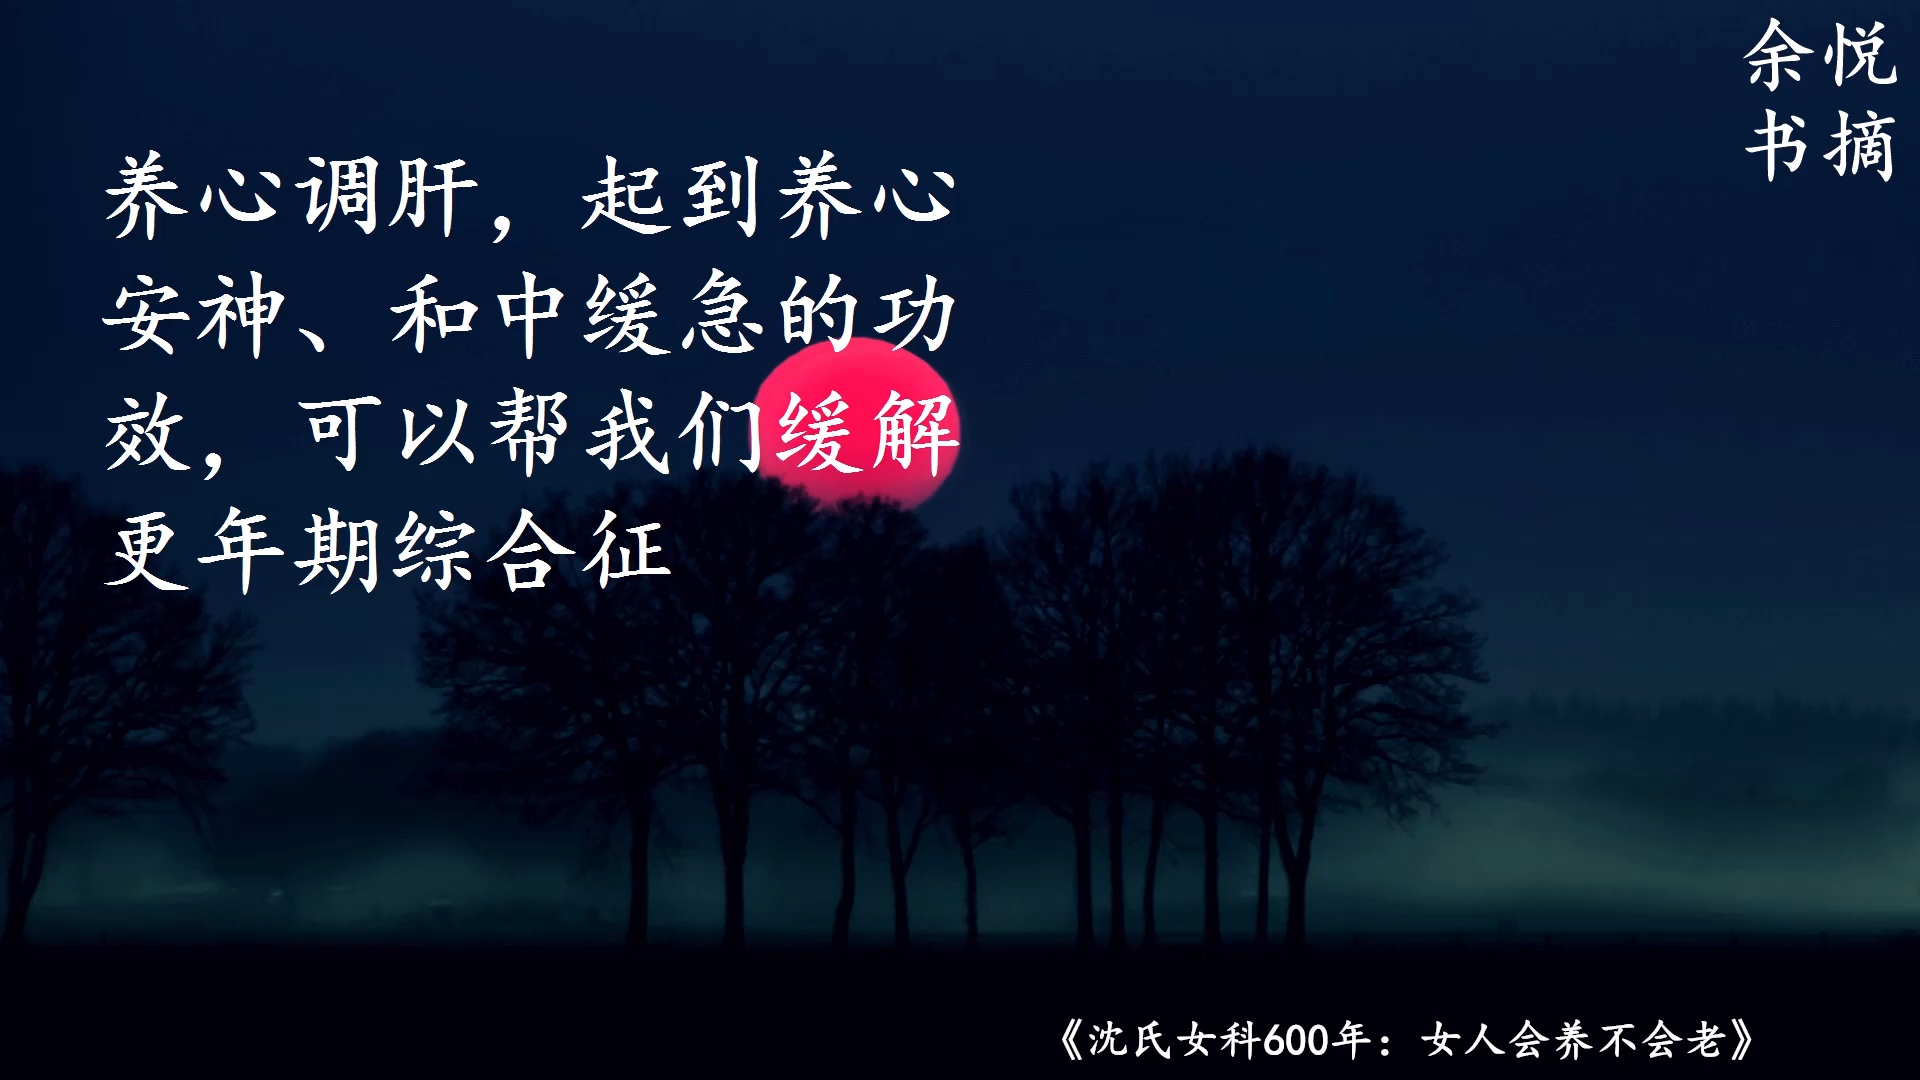 余悦
书摘
养心调肝，起到养心
安神、和中缓急的功
效，可以帮我们缓解
更年期综合征
《沈氏女科600年：女人会养不会老》